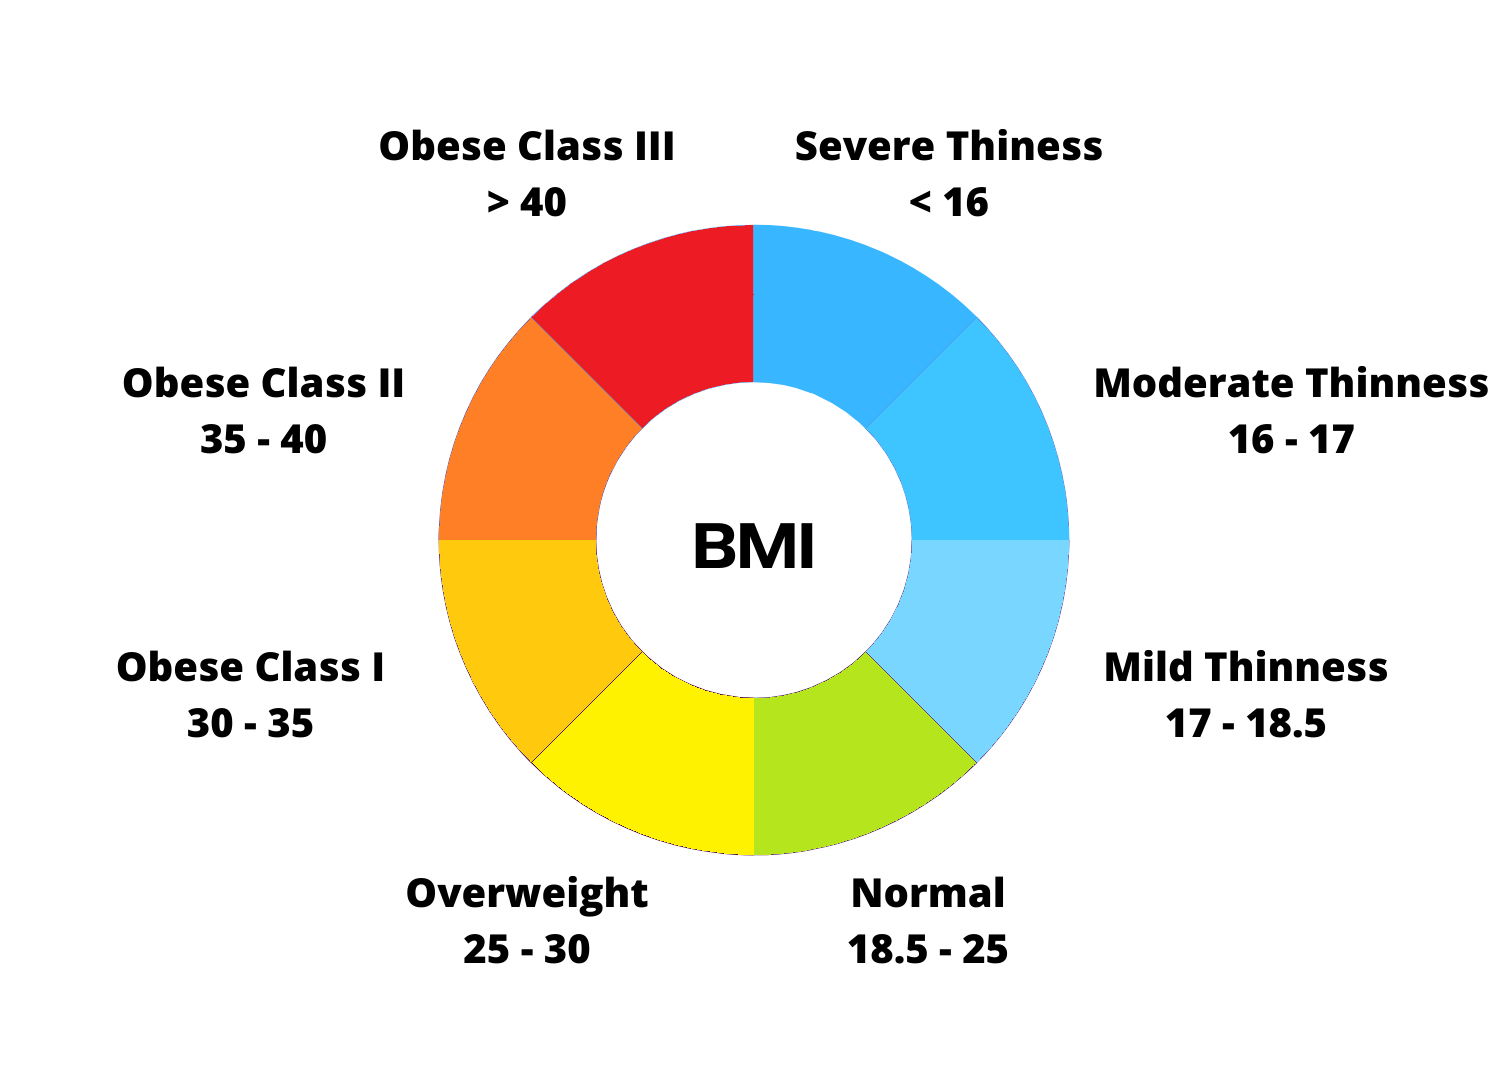 Obese Class III
> 40
Severe Thiness
< 16
Obese Class II
35 - 40
Moderate Thinness
16 - 17
BMI
Obese Class I
30 - 35
Mild Thinness
17 - 18.5
Overweight
25 - 30
Normal
18.5 - 25